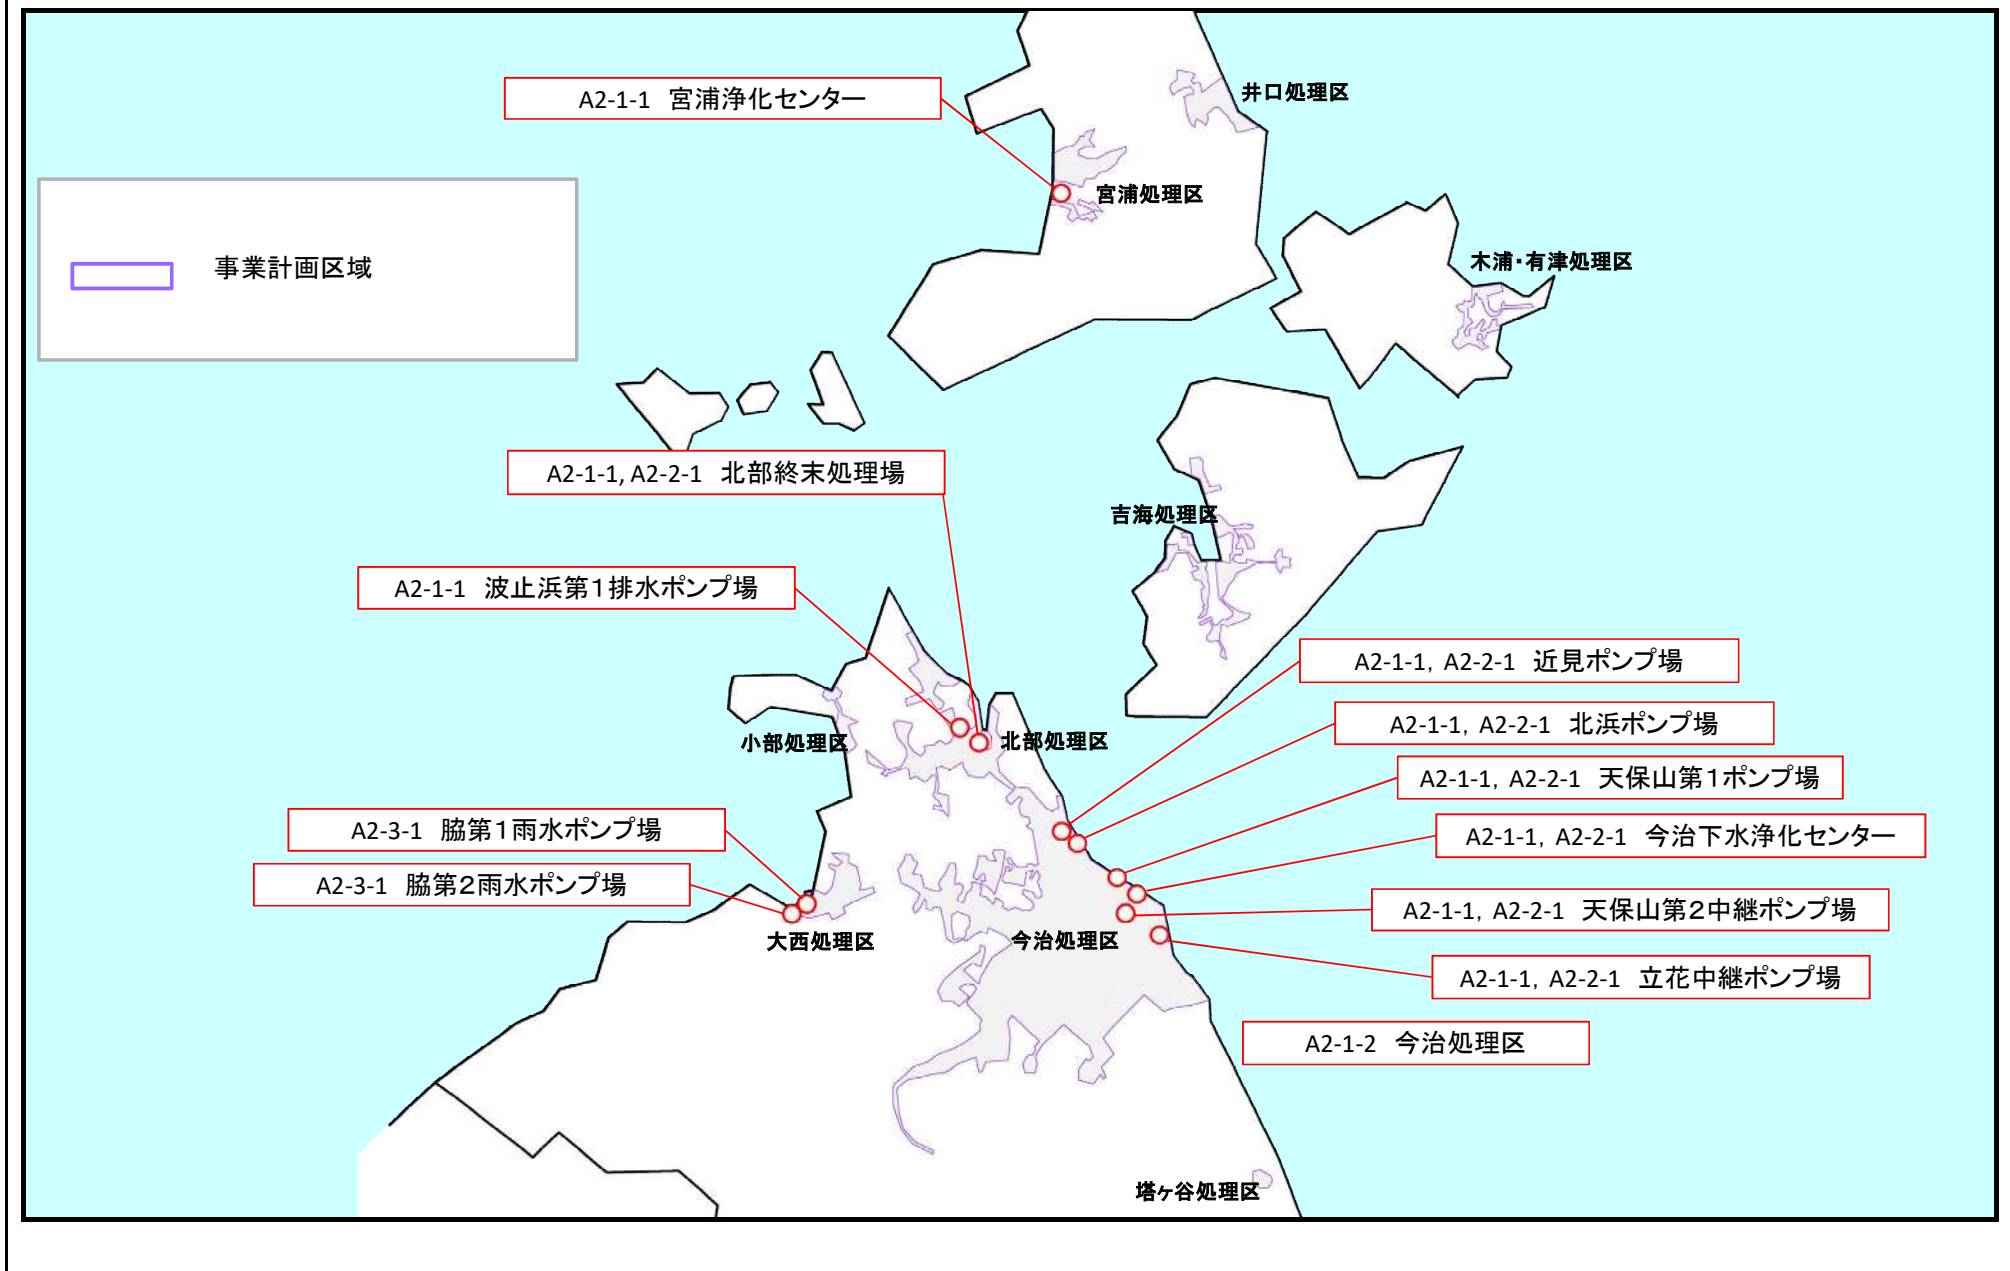 A2-1-1 宮浦浄化センター
井口処理区
宮浦処理区
事業計画区域
木浦・有津処理区
A2-1-1, A2-2-1 北部終末処理場
吉海処理区
A2-1-1 波止浜第1排水ポンプ場
A2-1-1, A2-2-1 近見ポンプ場
A2-1-1, A2-2-1 北浜ポンプ場
小部処理区
北部処理区
A2-1-1, A2-2-1 天保山第1ポンプ場
A2-3-1 脇第1雨水ポンプ場
A2-1-1, A2-2-1 今治下水浄化センター
A2-3-1 脇第2雨水ポンプ場
A2-1-1, A2-2-1 天保山第2中継ポンプ場
大西処理区
今治処理区
A2-1-1, A2-2-1 立花中継ポンプ場
A2-1-2 今治処理区
塔ヶ谷処理区